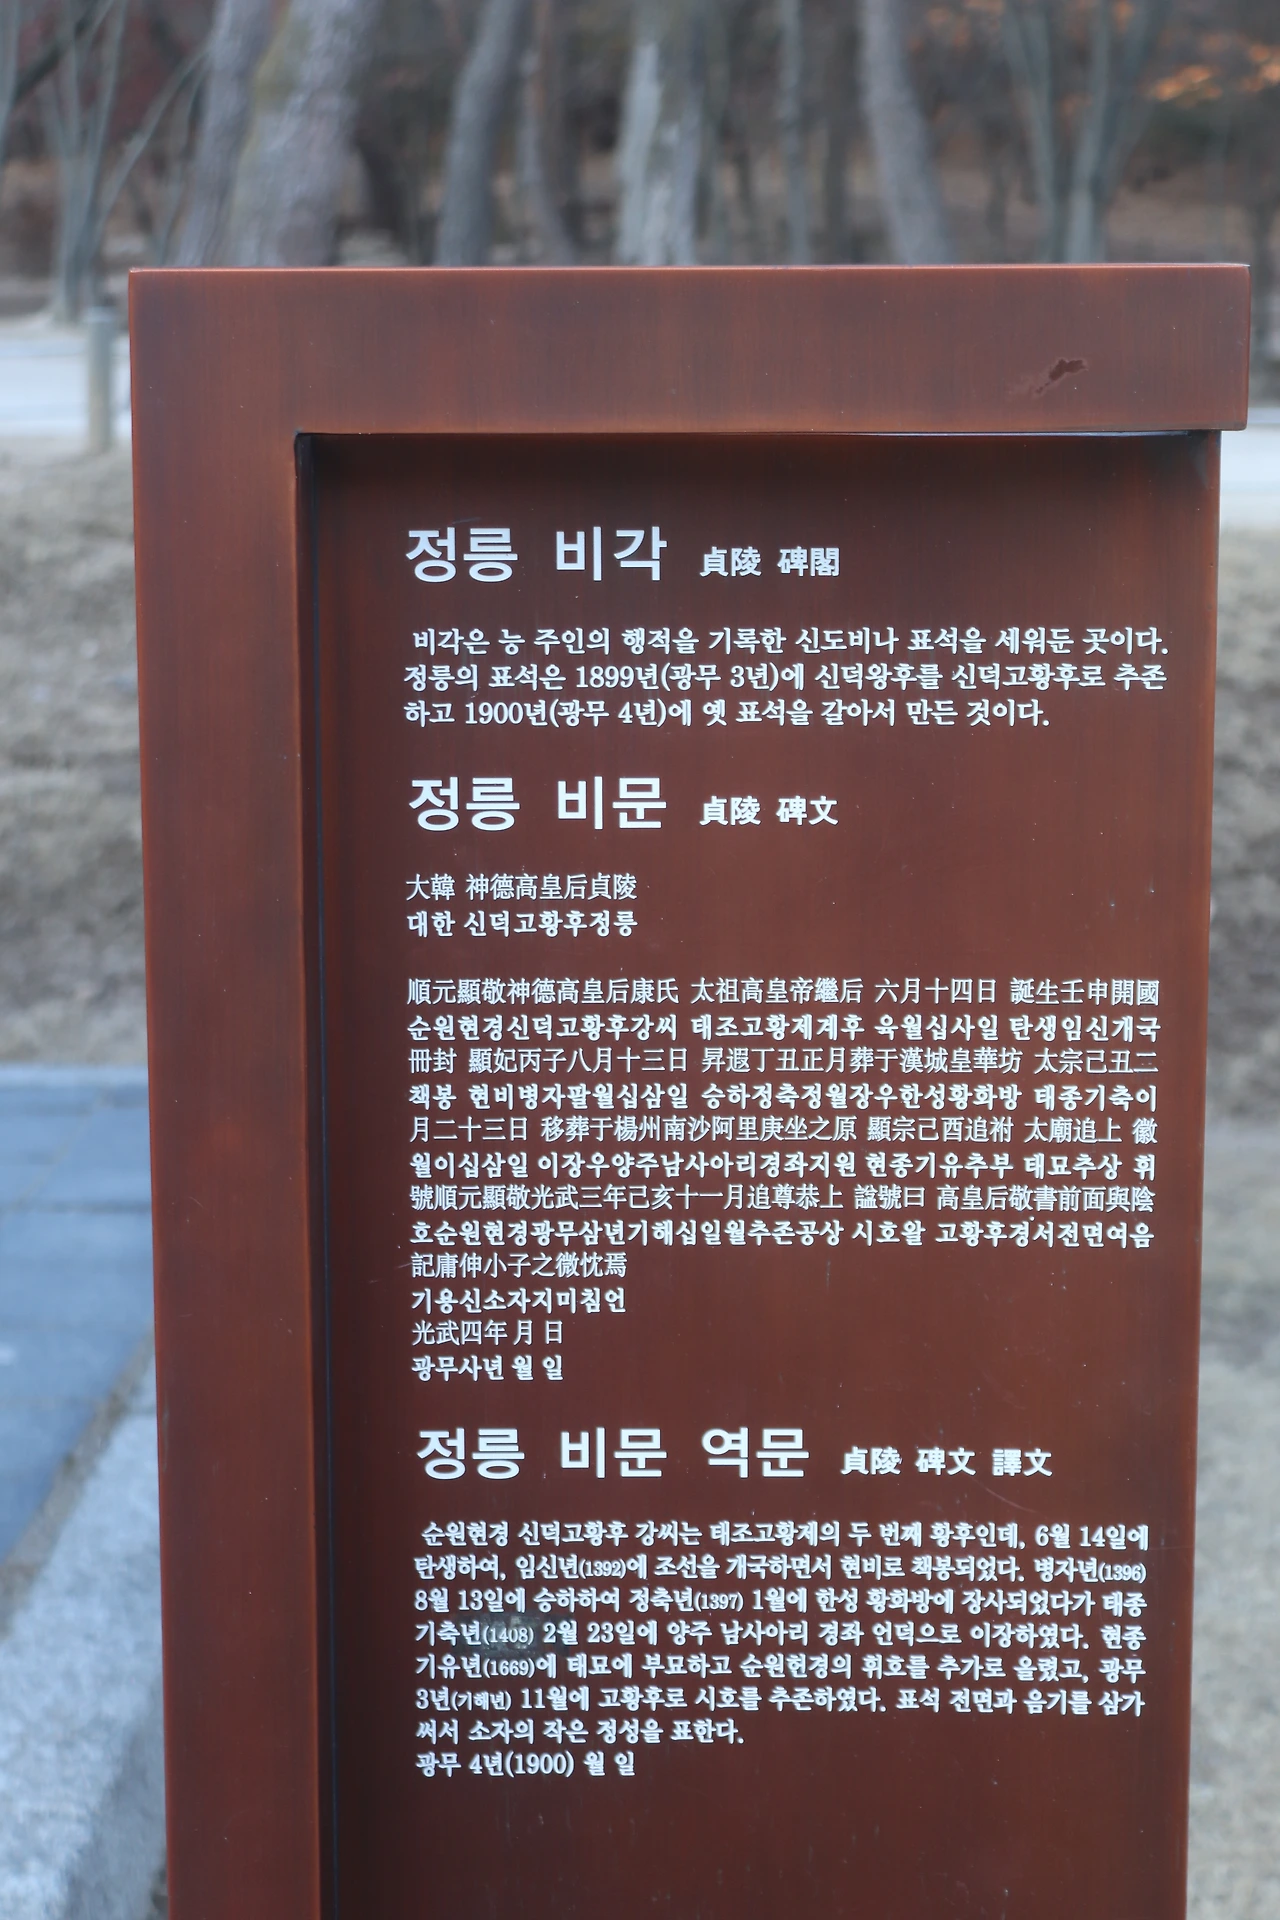 정릉 비각 貞陵 碑閣
비각은 능 주인의 행적을 기록한 신도비나 표석을 세워둔 곳이다.
정릉의 표석은 1899년(광무 3년)에 신덕왕후를 신덕고황후로 추존
하고 1900년(광무 4년)에 옛 표석을 갈아서 만든 것이다.
정릉 비문 貞陵 碑文
大韓 神德高皇后貞陵
대한 신덕고황후정릉
順元顯敬神德高皇后康氏 太祖高皇帝繼后 六月十四日 誕生壬申開國
순원현경신덕고황후강씨 태조고황제계후 육월십사일 탄생임신개국
冊封 顯妃丙子八月十三日 昇遐丁丑正月葬于漢城皇華坊 太宗己丑二
책봉 현비병자팔월십삼일 승하정축정월장우한성황화방 태종기축이
月二十三日 移葬于楊州南沙阿里庚坐之原 顯宗己酉追祔 太廟追上 徽
월이십삼일 이장우양주남사아리경좌지원 현종기유추부 태묘추상 휘
號順元顯敬光武三年己亥十一月追尊恭上 諡號曰 高皇后敬書前面與陰
호순원현경광무삼년기해십일월추존공상 시호왈 고황후경서전면여음
記庸伸小子之微忱焉
기용신소자지미침언
光武四年 月 日
광무사년 월 일
정릉 비문 역문 貞陵 碑文 譯文
순원현경 신덕고황후 강씨는 태조고황제의 두 번째 황후인데, 6월 14일에
탄생하여, 임신년(1392)에 조선을 개국하면서 현비로 책봉되었다. 병자년(1396)
8월 13일에 승하하여 정축년(1397) 1월에 한성 황화방에 장사되었다가 태종
기축년(1408) 2월 23일에 양주 남사아리 경좌 언덕으로 이장하였다. 현종
기유년(1669)에 태묘에 부묘하고 순원현경의 휘호를 추가로 올렸고, 광무
3년(기해년) 11월에 고황후로 시호를 추존하였다. 표석 전면과 음기를 삼가
써서 소자의 작은 정성을 표한다.
광무 4년(1900) 월 일